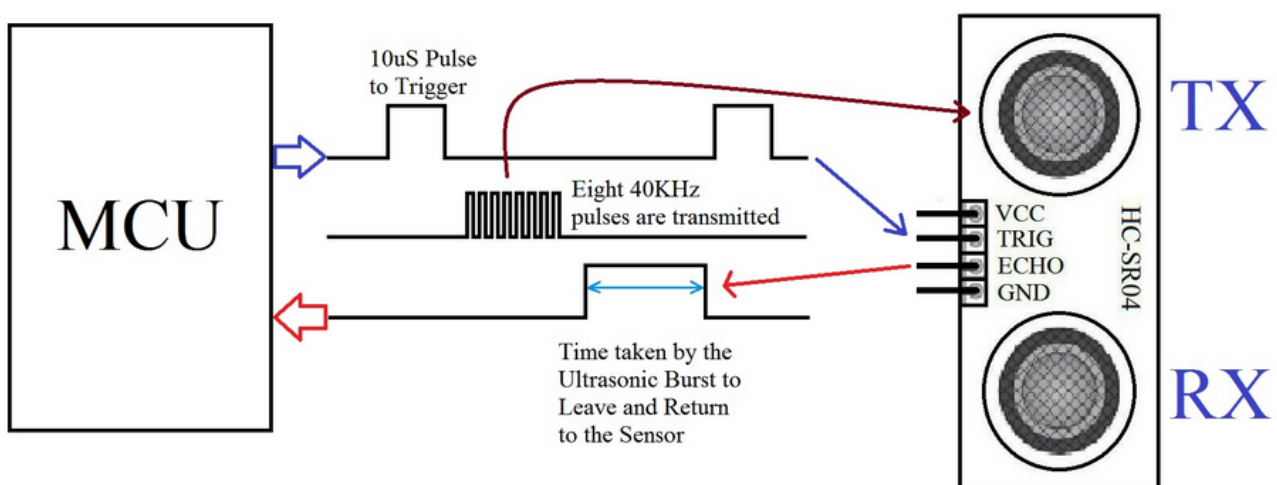 MCU
10uS Pulse
to Trigger
Eight 40KHz
pulses are transmitted
Time taken by the
Ultrasonic Burst to
Leave and Return
to the Sensor
VCC
TRIG
ECHO
GND
HC-SR04
TX
RX